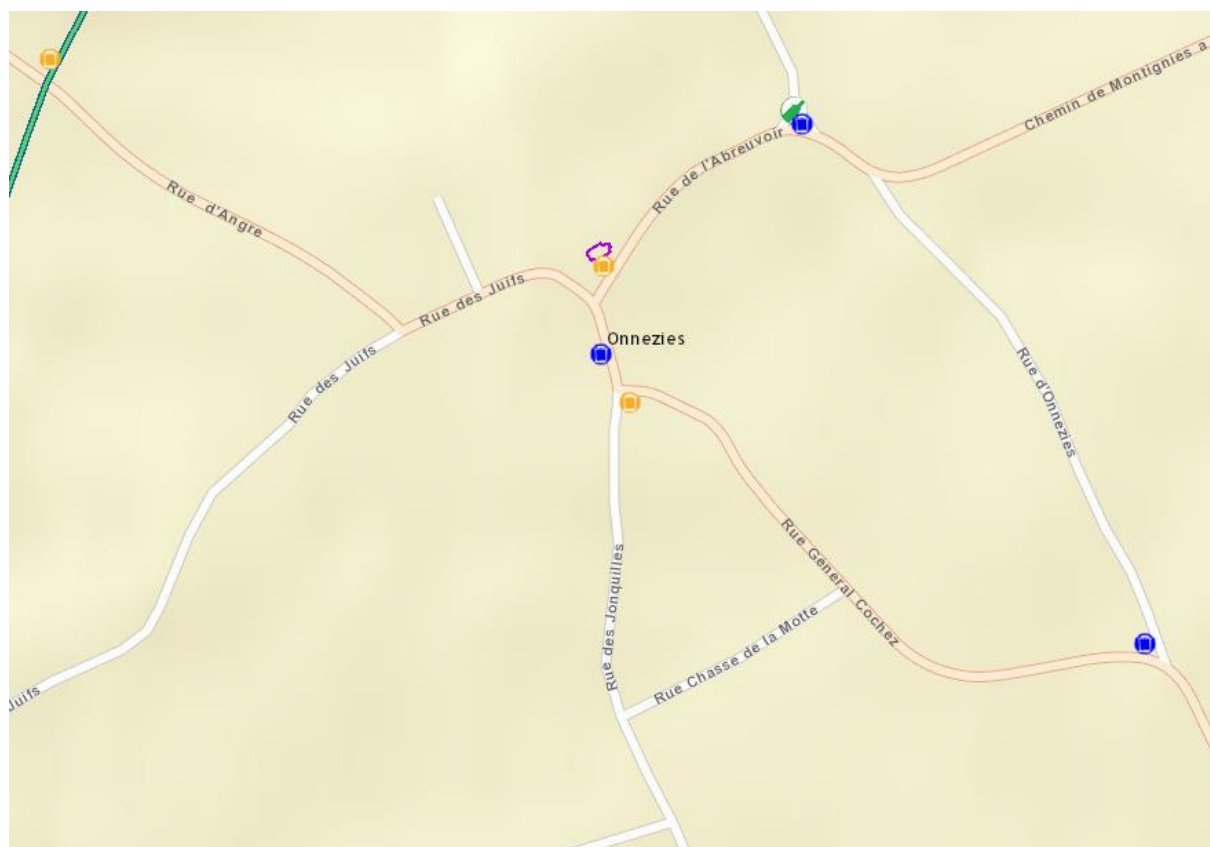 Chemin de Montignies a
Rue de l'Abreuvoir
Rue d'Angre
Rue des Juifs
Onnezies
Rue des Juifs
Rue d'Onnezies
Rue General Cochez
Rue des Jonquilles
Rue Chasse de la Motte
Juifs